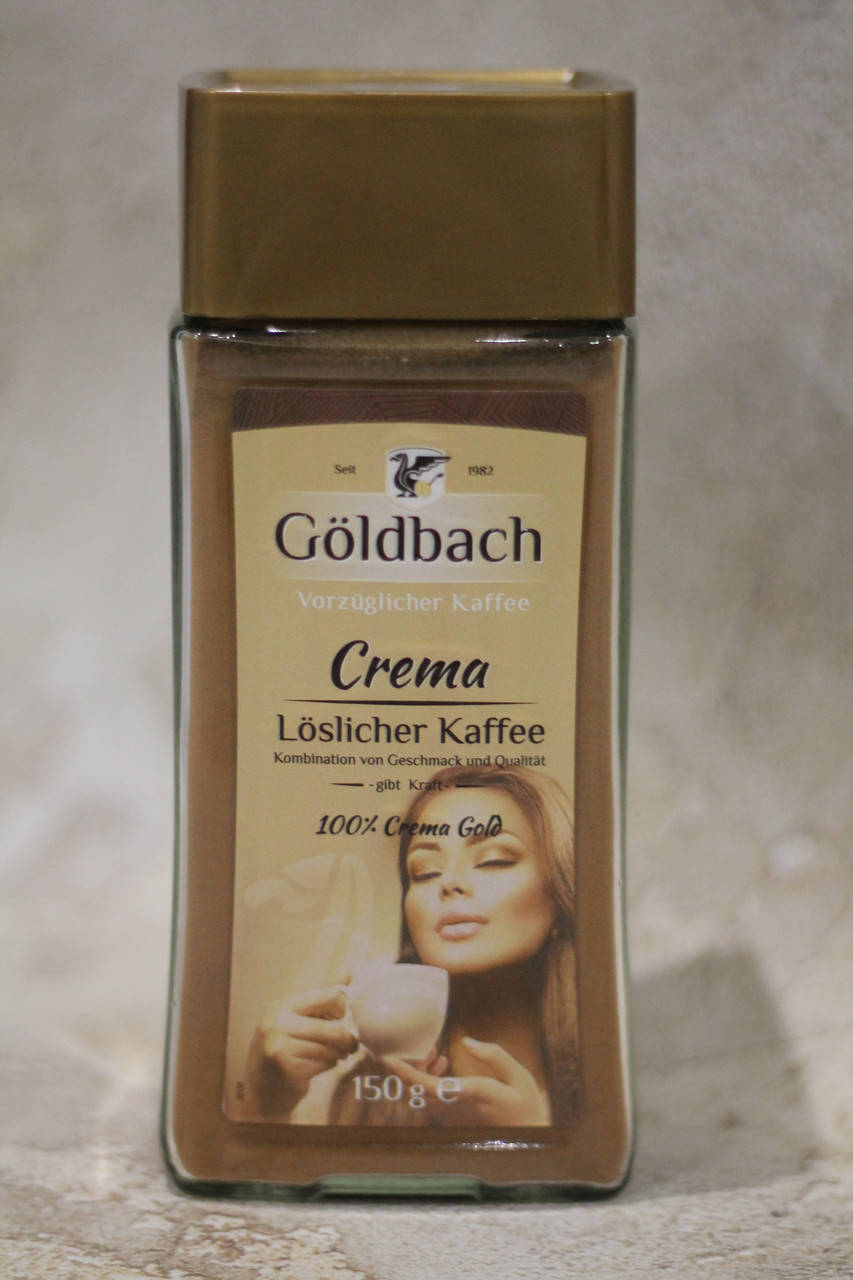 Seit 1982
Göldbach
Vorzüglicher Kaffee
Crema
Löslicher Kaffee
Kombination von Geschmack und Qualität
-gibt Kraft-
100% Crema Gold
150 g ℮